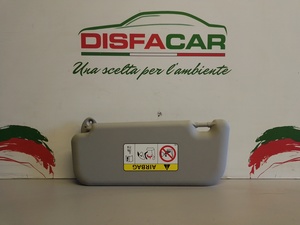 DISFACAR
Una scelta per l'ambiente
AIRBAG